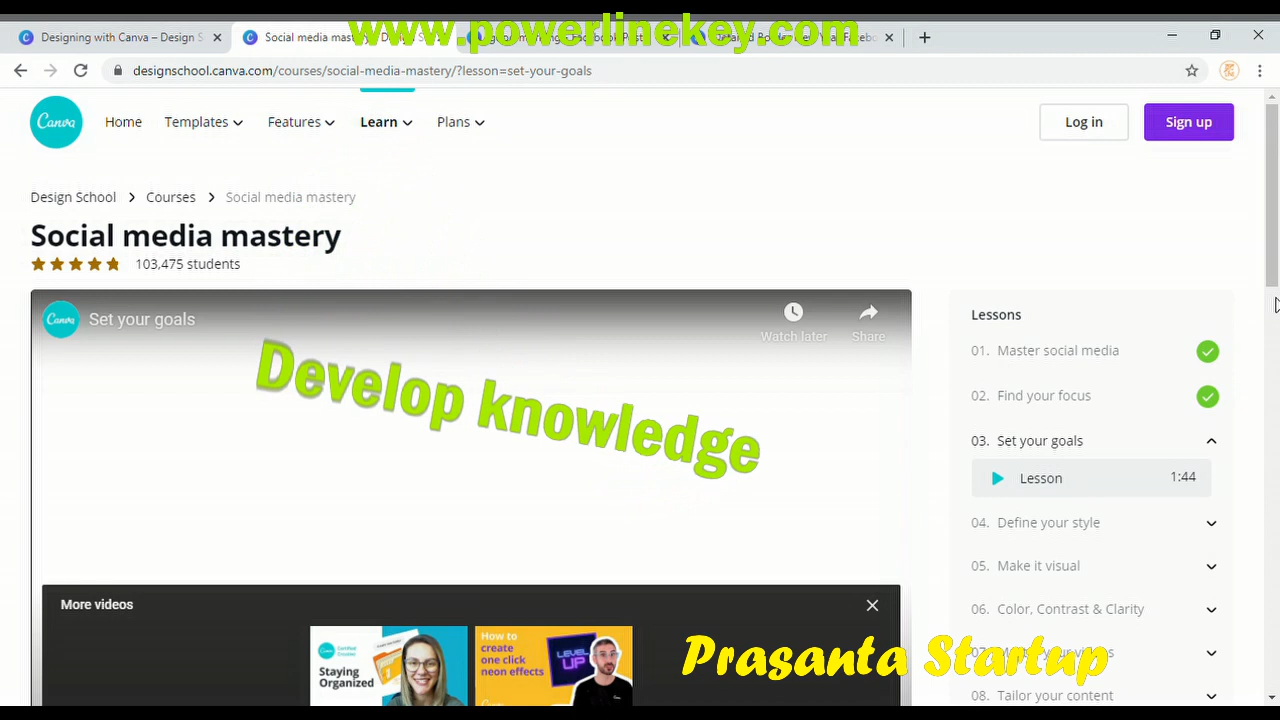 www.powerlinekey.com
Designing with Canva – Design S
Social media mast
designschool.canva.com/courses/social-media-mastery/?lesson=set-your-goals
Canva
Home
Templates
Features
Learn
Plans
Log in
Sign up
Design School
Courses
Social media mastery
Social media mastery
103,475 students
Canva
Set your goals
Watch later
Share
Develop knowledge
More videos
Staying
Organized
How to
create
one click
neon effects
LEVEL
UP
Lessons
01. Master social media
02. Find your focus
03. Set your goals
Lesson
1:44
04. Define your style
05. Make it visual
06. Color, Contrast & Clarity
Prasanta Startup
08. Tailor your content